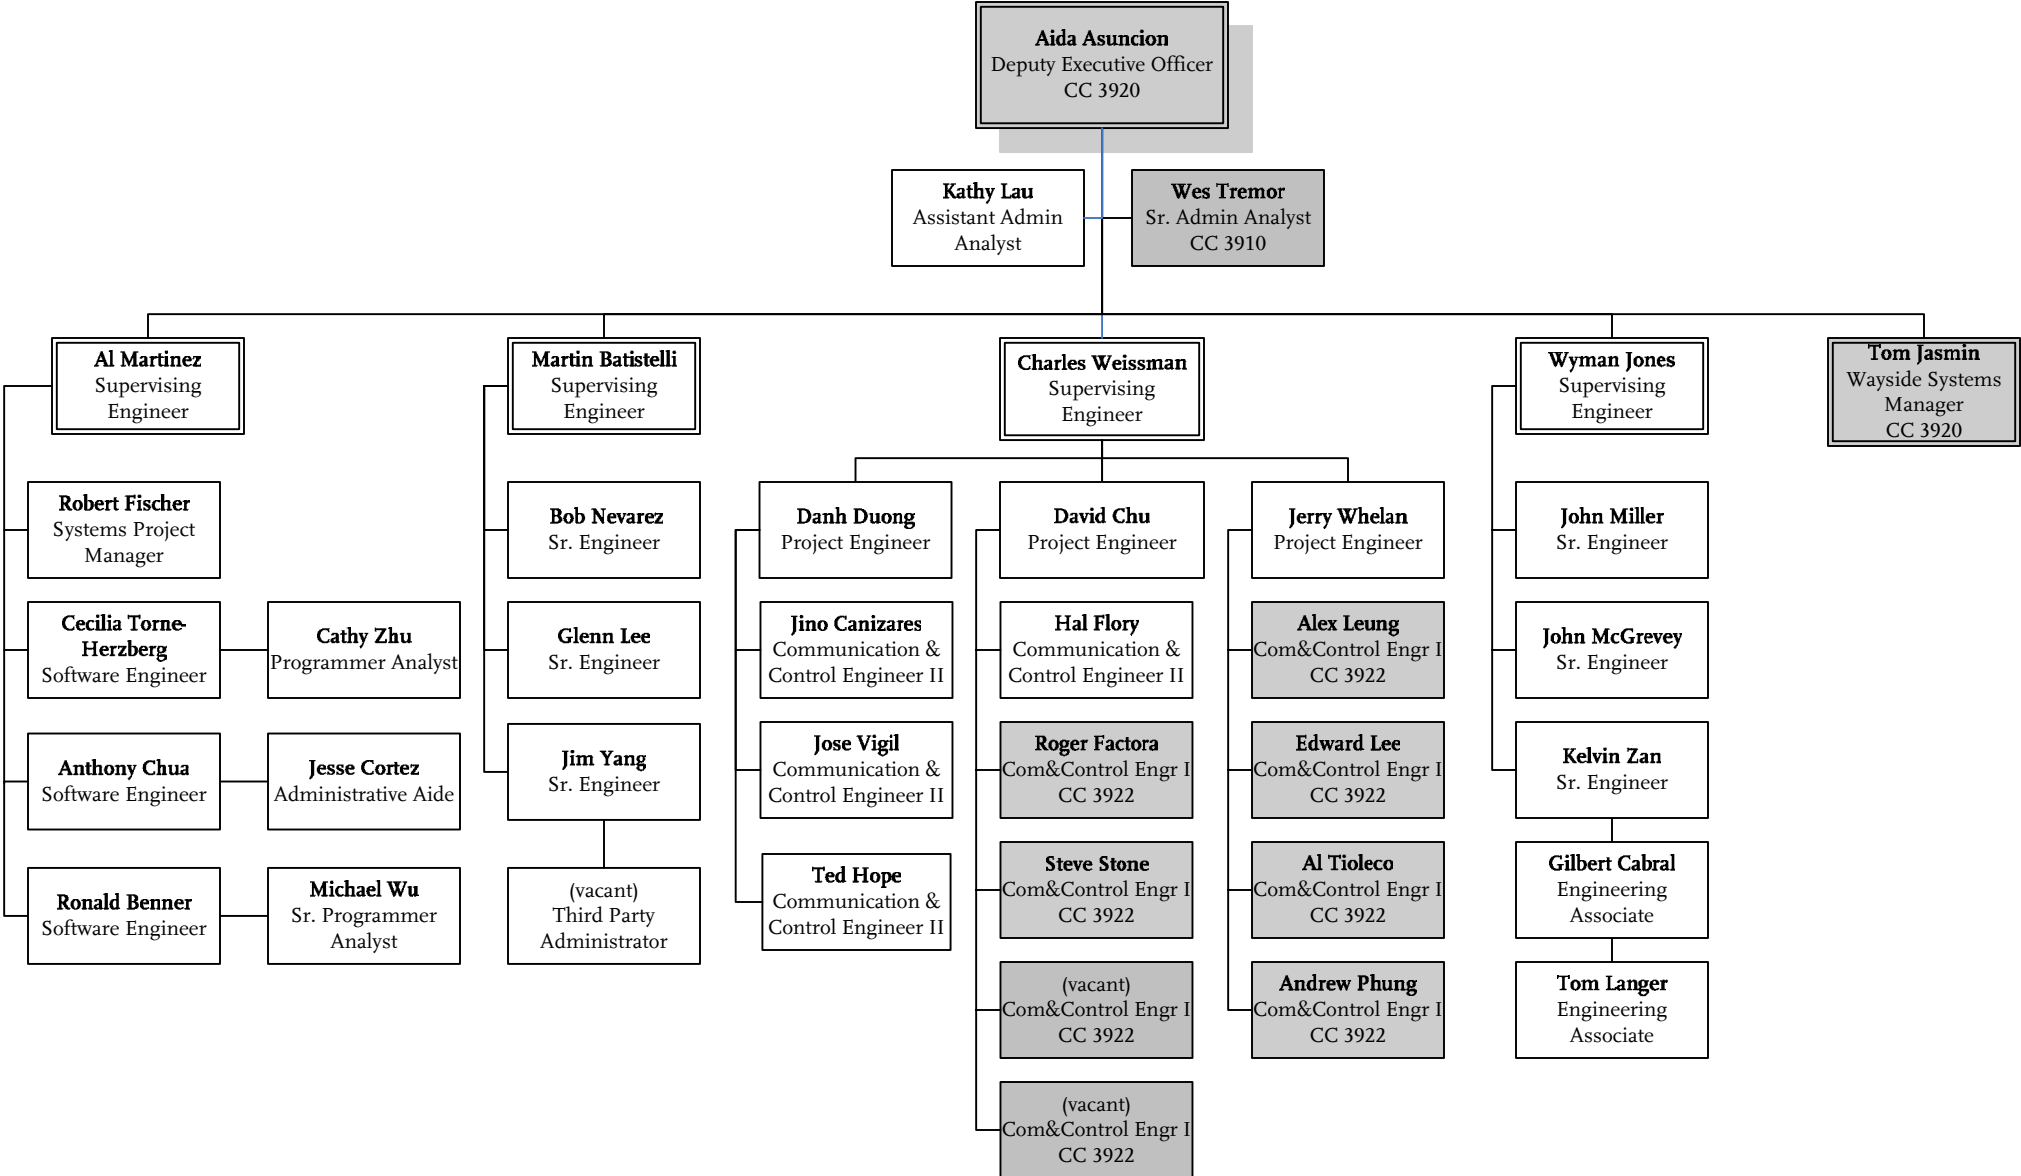 Aida Asuncion
Deputy Executive Officer
CC 3920
Kathy Lau
Assistant Admin
Analyst
Wes Tremor
Sr. Admin Analyst
CC 3910
Al Martinez
Supervising
Engineer
Martin Batistelli
Supervising
Engineer
Charles Weissman
Supervising
Engineer
Wyman Jones
Supervising
Engineer
Tom Jasmin
Wayside Systems
Manager
CC 3920
Robert Fischer
Systems Project
Manager
Cecilia Torne-
Herzberg
Software Engineer
Cathy Zhu
Programmer Analyst
Anthony Chua
Software Engineer
Jesse Cortez
Administrative Aide
Ronald Benner
Software Engineer
Michael Wu
Sr. Programmer
Analyst
Bob Nevarez
Sr. Engineer
Glenn Lee
Sr. Engineer
Jim Yang
Sr. Engineer
(vacant)
Third Party
Administrator
Danh Duong
Project Engineer
Jino Canizares
Communication &
Control Engineer II
Jose Vigil
Communication &
Control Engineer II
Ted Hope
Communication &
Control Engineer II
David Chu
Project Engineer
Hal Flory
Communication &
Control Engineer II
Roger Factora
Com&Control Engr I
CC 3922
Steve Stone
Com&Control Engr I
CC 3922
(vacant)
Com&Control Engr I
CC 3922
(vacant)
Com&Control Engr I
CC 3922
Jerry Whelan
Project Engineer
Alex Leung
Com&Control Engr I
CC 3922
Edward Lee
Com&Control Engr I
CC 3922
Al Tioleco
Com&Control Engr I
CC 3922
Andrew Phung
Com&Control Engr I
CC 3922
John Miller
Sr. Engineer
John McGrevey
Sr. Engineer
Kelvin Zan
Sr. Engineer
Gilbert Cabral
Engineering
Associate
Tom Langer
Engineering
Associate